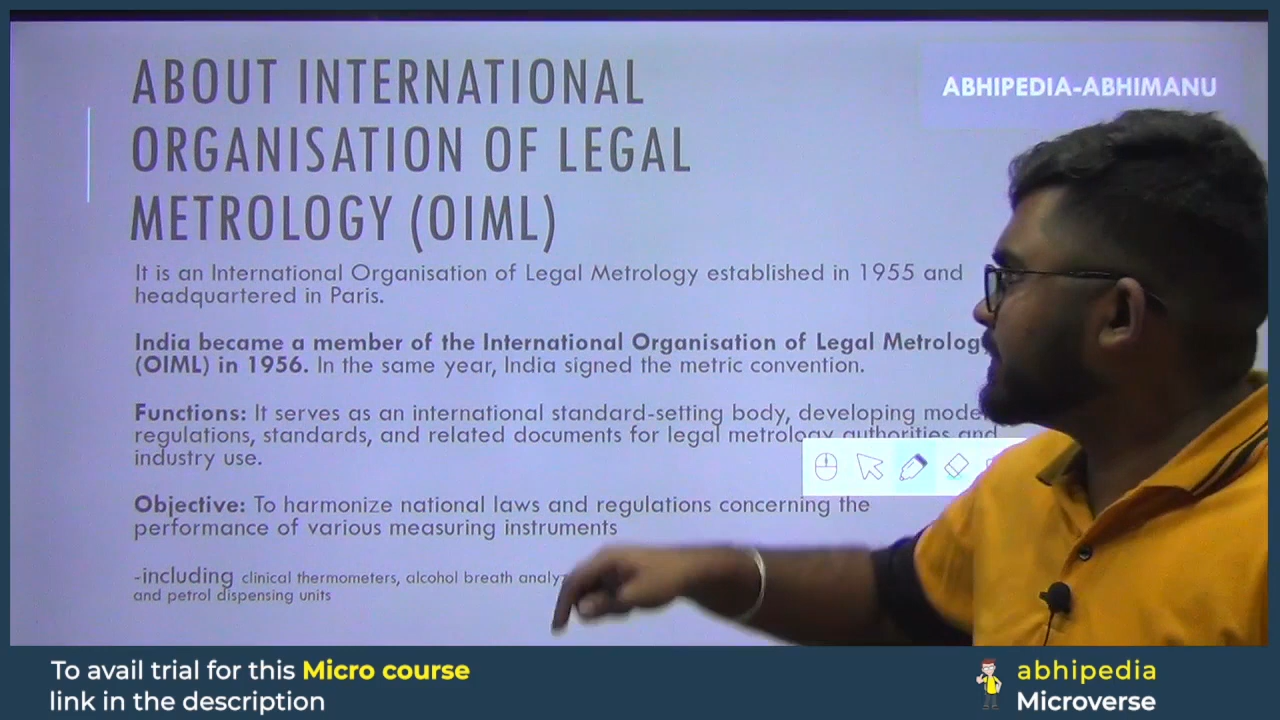 ABOUT INTERNATIONAL
ORGANISATION OF LEGAL
METROLOGY (OIML)
ABHIPEDIA-ABHIMANU
It is an International Organisation of Legal Metrology established in 1955 and
headquartered in Paris.
India became a member of the International Organisation of Legal Metrology
(OIML) in 1956. In the same year, India signed the metric convention.
Functions: It serves as an international standard-setting body, developing model
regulations, standards, and related documents for legal metrology authorities and
industry use.
Objective: To harmonize national laws and regulations concerning the
performance of various measuring instruments
-including clinical thermometers, alcohol breath
and petrol dispensing units
To avail trial for this Micro course
link in the description
abhipedia
Microverse